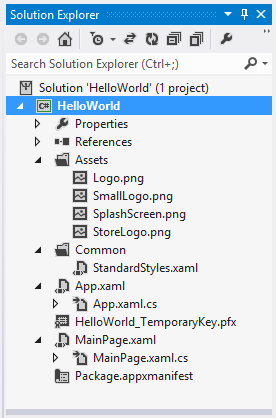 Solution Explorer
Search Solution Explorer (Ctrl+;)
Solution 'HelloWorld' (1 project)
C# HelloWorld
Properties
References
Assets
Logo.png
SmallLogo.png
SplashScreen.png
StoreLogo.png
Common
StandardStyles.xaml
App.xaml
App.xaml.cs
HelloWorld_TemporaryKey.pfx
MainPage.xaml
MainPage.xaml.cs
Package.appxmanifest